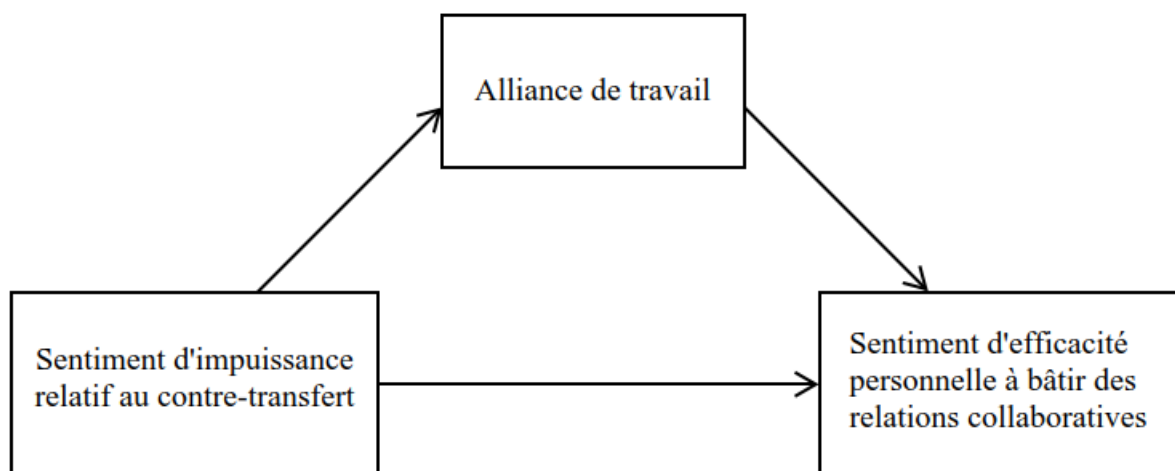 Alliance de travail
Sentiment d'impuissance
relatif au contre-transfert
Sentiment d'efficacité
personnelle à bâtir des
relations collaboratives